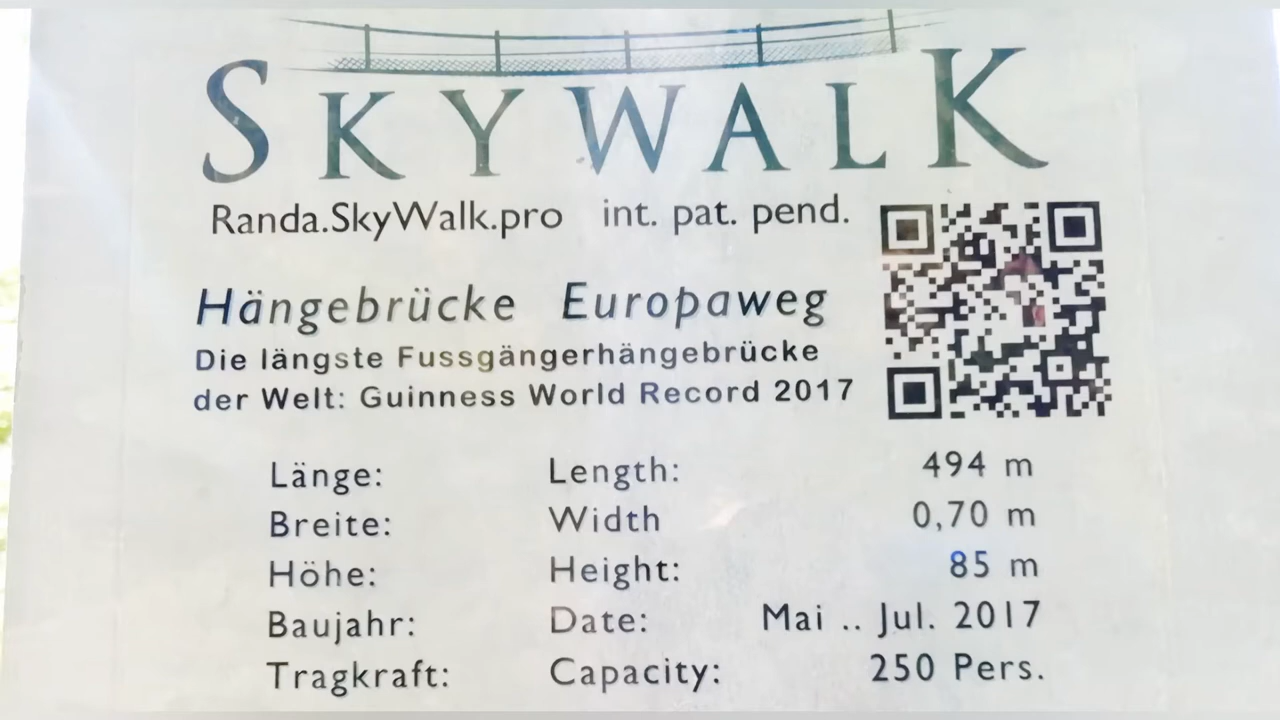 SKYWALK
Randa.SkyWalk.pro int. pat. pend.
Hängebrücke Europaweg
Die längste Fussgängerhängebrücke
der Welt: Guinness World Record 2017
Länge: Length: 494 m
Breite: Width 0,70 m
Höhe: Height: 85 m
Baujahr: Date: Mai .. Jul. 2017
Tragkraft: Capacity: 250 Pers.